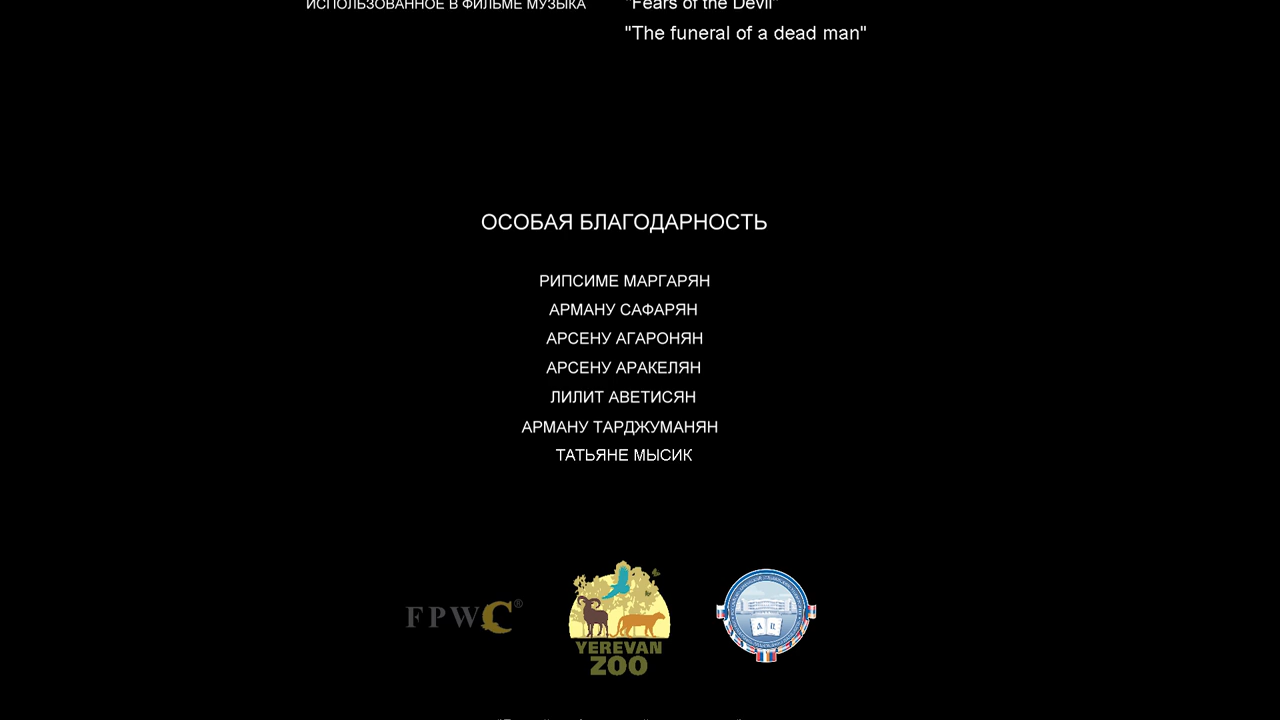 ИСПОЛЬЗОВАННОЕ В ФИЛЬМЕ МУЗЫКА
"Fears of the Devil"
"The funeral of a dead man"
ОСОБАЯ БЛАГОДАРНОСТЬ
РИПСИМЕ МАРГАРЯН
АРМАНУ САФАРЯН
АРСЕНУ АГАРОНЯН
АРСЕНУ АРАКЕЛЯН
ЛИЛИТ АВЕТИСЯН
АРМАНУ ТАРДЖУМАНЯН
ТАТЬЯНЕ МЫСИК
FPWC®
YEREVAN
ZOO